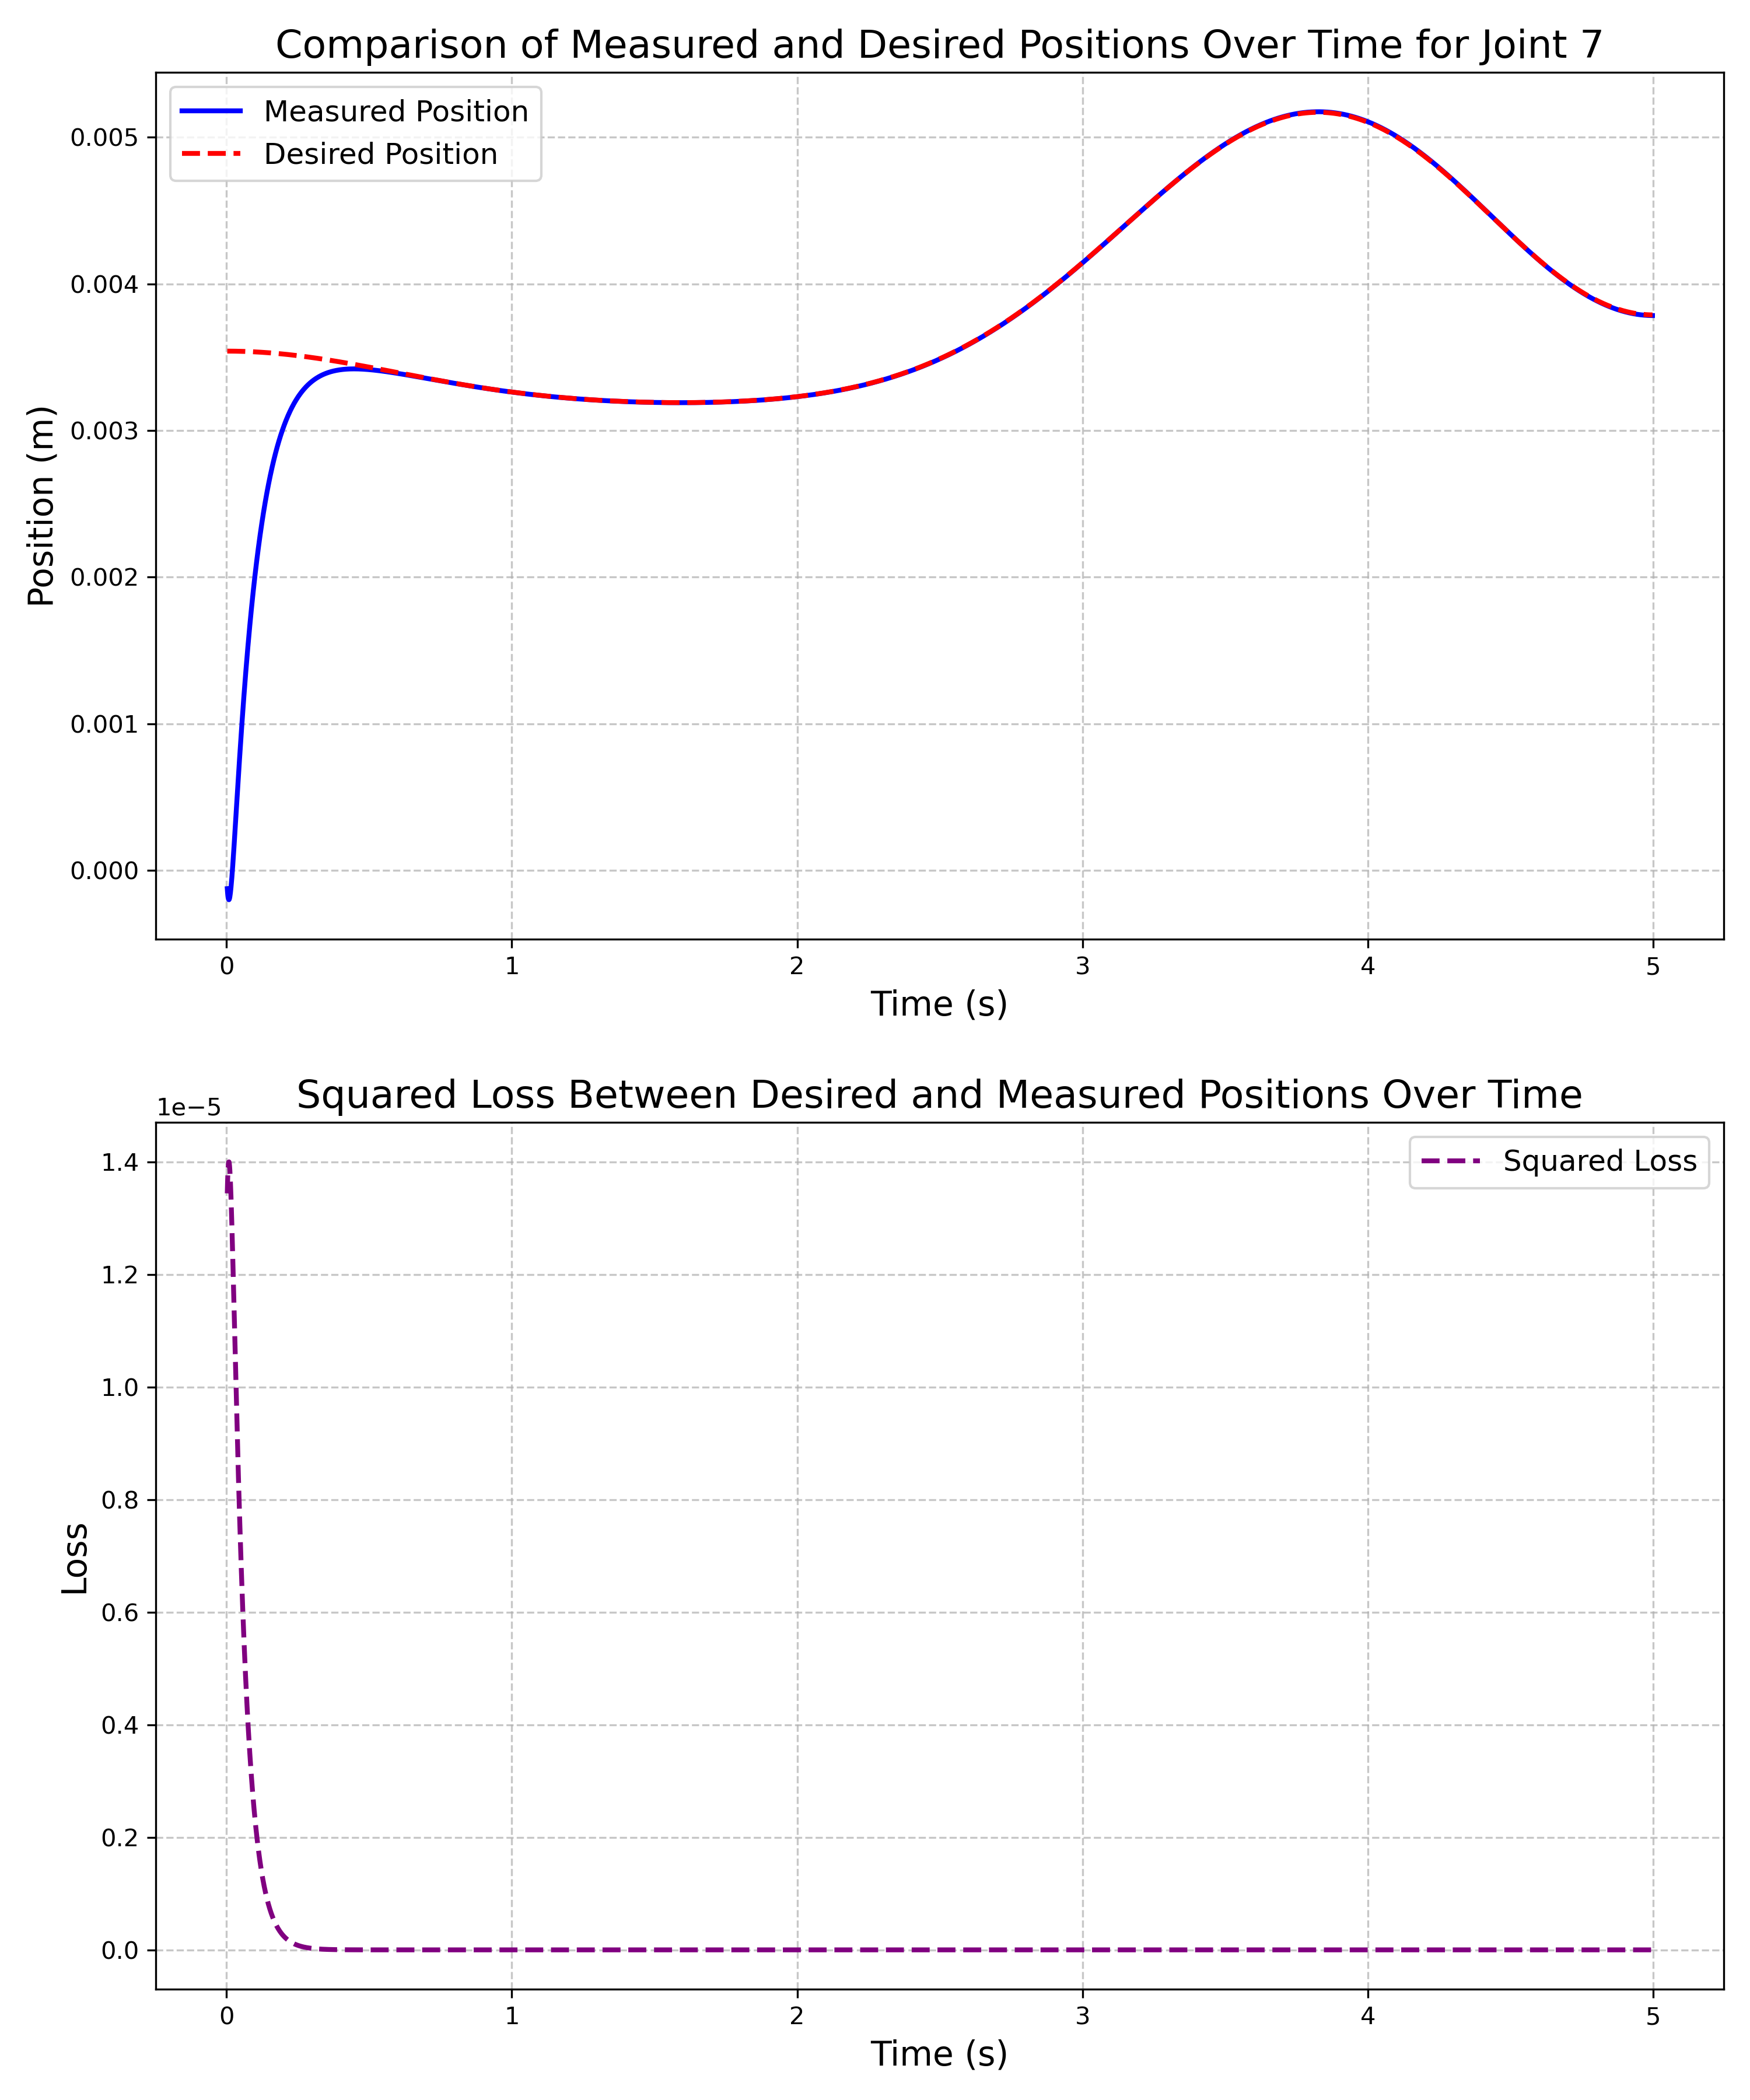 Comparison of Measured and Desired Positions Over Time for Joint 7
Measured Position
Desired Position
Position (m)
0.005
0.004
0.003
0.002
0.001
0.000
0 1 2 3 4 5
Time (s)
Squared Loss Between Desired and Measured Positions Over Time
1e−5
Squared Loss
Loss
1.4
1.2
1.0
0.8
0.6
0.4
0.2
0.0
0 1 2 3 4 5
Time (s)